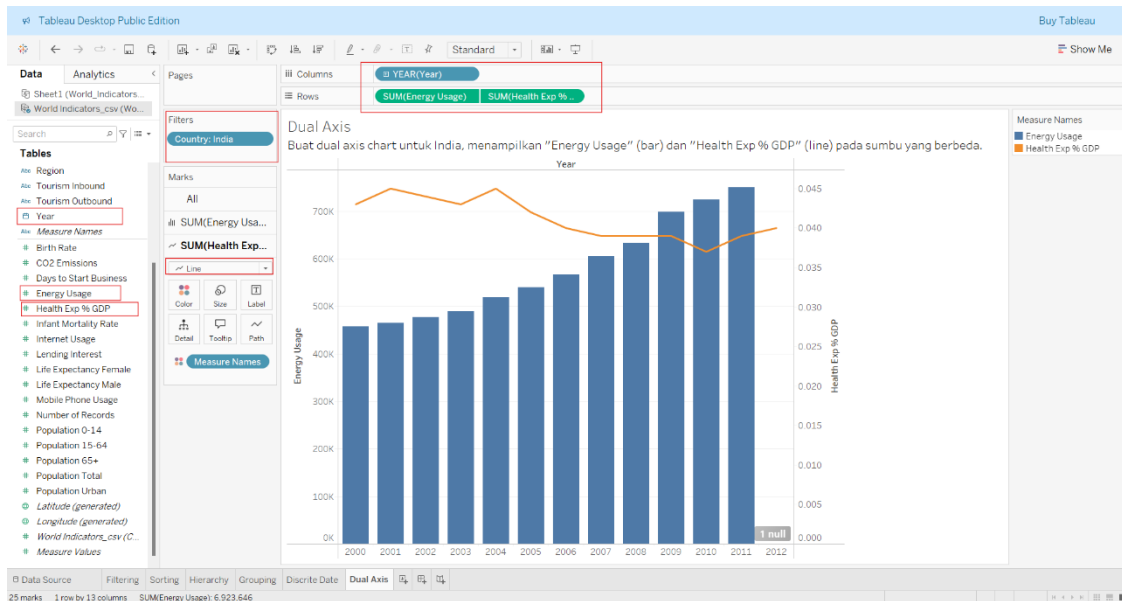 Tableau Desktop Public Edition
Buy Tableau
Standard
Show Me
Data
Analytics
Sheet1 (World_Indicators...
World Indicators_csv (Wo...
Search
Tables
Abc Region
Abc Tourism Inbound
Abc Tourism Outbound
Year
Abc Measure Names
# Birth Rate
# CO2 Emissions
# Days to Start Business
# Energy Usage
# Health Exp % GDP
# Infant Mortality Rate
# Internet Usage
# Lending Interest
# Life Expectancy Female
# Life Expectancy Male
# Mobile Phone Usage
# Number of Records
# Population 0-14
# Population 15-64
# Population 65+
# Population Total
# Population Urban
Latitude (generated)
Longitude (generated)
# World Indicators_csv (C...
# Measure Values
Pages
Filters
Country: India
Marks
All
SUM(Energy Usa...
SUM(Health Exp...
Line
Color Size Label
Detail Tooltip Path
Measure Names
Columns
YEAR(Year)
Rows
SUM(Energy Usage)
SUM(Health Exp % ..
Dual Axis
Buat dual axis chart untuk India, menampilkan "Energy Usage" (bar) dan "Health Exp % GDP" (line) pada sumbu yang berbeda.
Year
700K
600K
500K
400K
300K
200K
100K
0K
Energy Usage
0.045
0.040
0.035
0.030
0.025
0.020
0.015
0.010
0.005
0.000
Health Exp % GDP
1 null
2000 2001 2002 2003 2004 2005 2006 2007 2008 2009 2010 2011 2012
Measure Names
Energy Usage
Health Exp % GDP
Data Source
Filtering
Sorting
Hierarchy
Grouping
Discrite Date
Dual Axis
25 marks
1 row by 13 columns
SUM(Energy Usage): 6.923.646